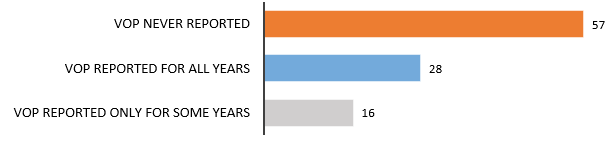 VOP NEVER REPORTED 57
VOP REPORTED FOR ALL YEARS 28
VOP REPORTED ONLY FOR SOME YEARS 16